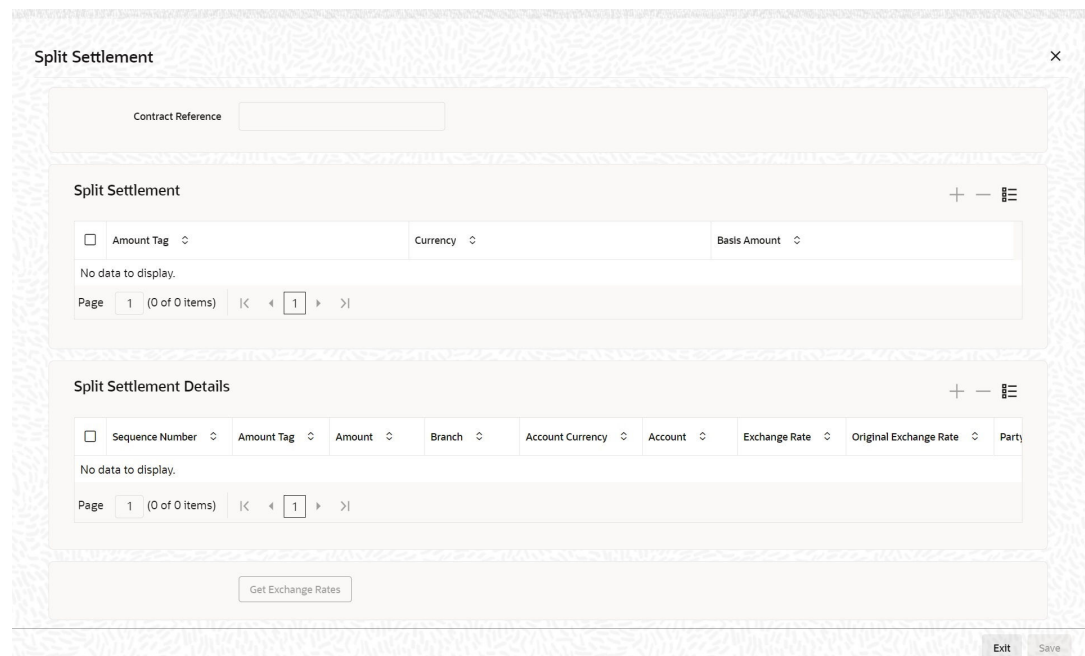 Split Settlement
Contract Reference
Split Settlement
Amount Tag Currency Basis Amount
No data to display.
Page 1 (0 of 0 items) 1
Split Settlement Details
Sequence Number Amount Tag Amount Branch Account Currency Account Exchange Rate Original Exchange Rate Party
No data to display.
Page 1 (0 of 0 items) 1
Get Exchange Rates
Exit Save